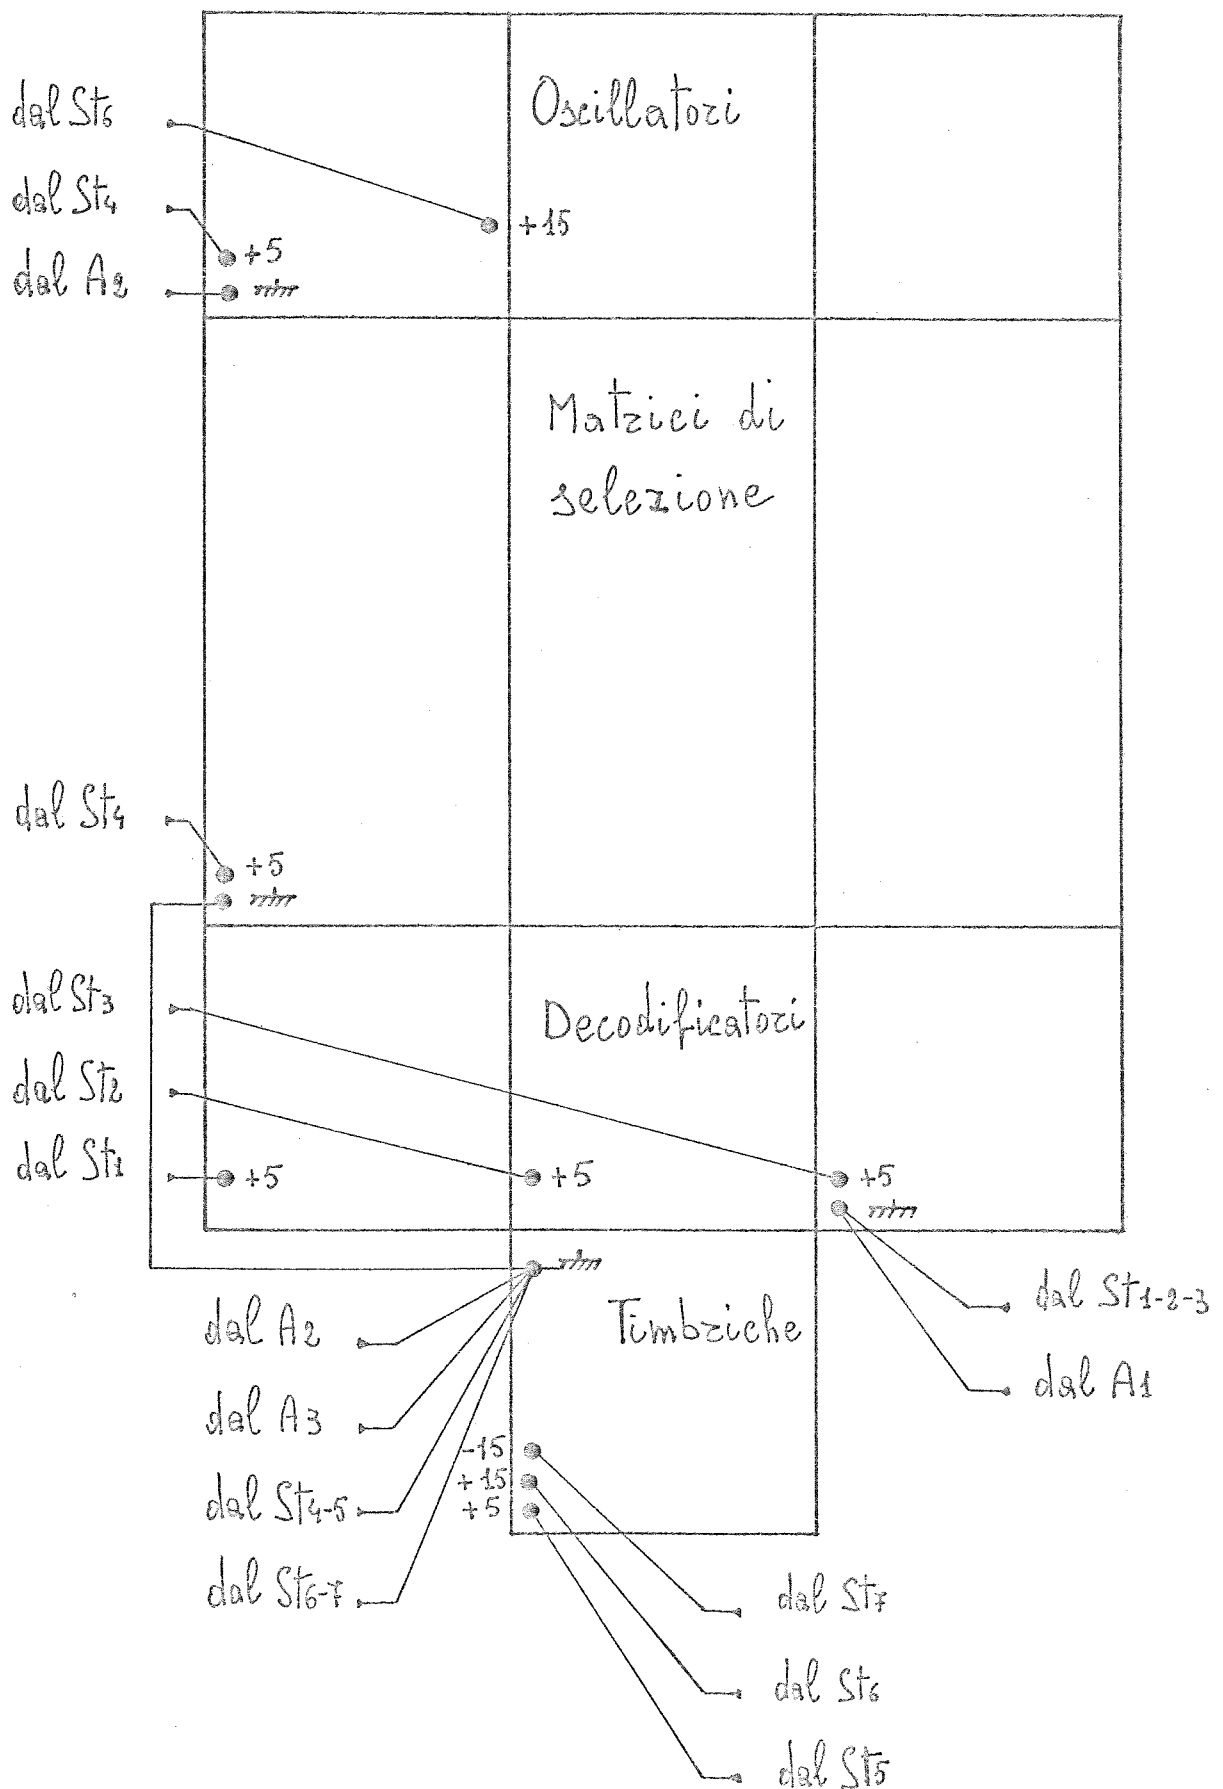 Oscillatori
dal St6
+15
dal St4
+5
dal A2
Matrici di
selezione
dal St4
+5
dal St3
Decodificatori
dal St2
dal St1
+5
+5
+5
dal St1-2-3
dal A2
Timbriche
dal A1
dal A3
-15
+15
dal St4-5
+5
dal St6-7
dal St7
dal St6
dal St5